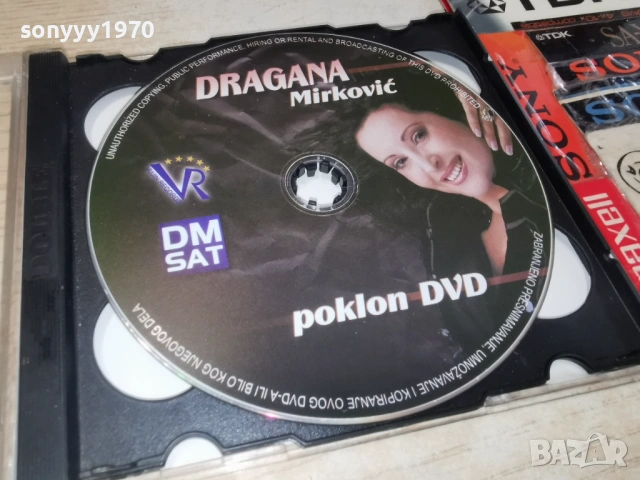 sonyyy1970
UNAUTHORIZED COPYING, PUBLIC PERFORMANCE, HIRING OR RENTAL AND BROADCASTING OF THIS DVD PROHIBITED
DRAGANA
Mirković
VR
DM
SAT
poklon DVD
ZABRANJENO PRESNIMAVANJE, UMNOŽAVANJE I KOPIRANJE OVOG DVD-A ILI BILO KOG NJEGOVOG DELA
TDK
SONY
BAZAR